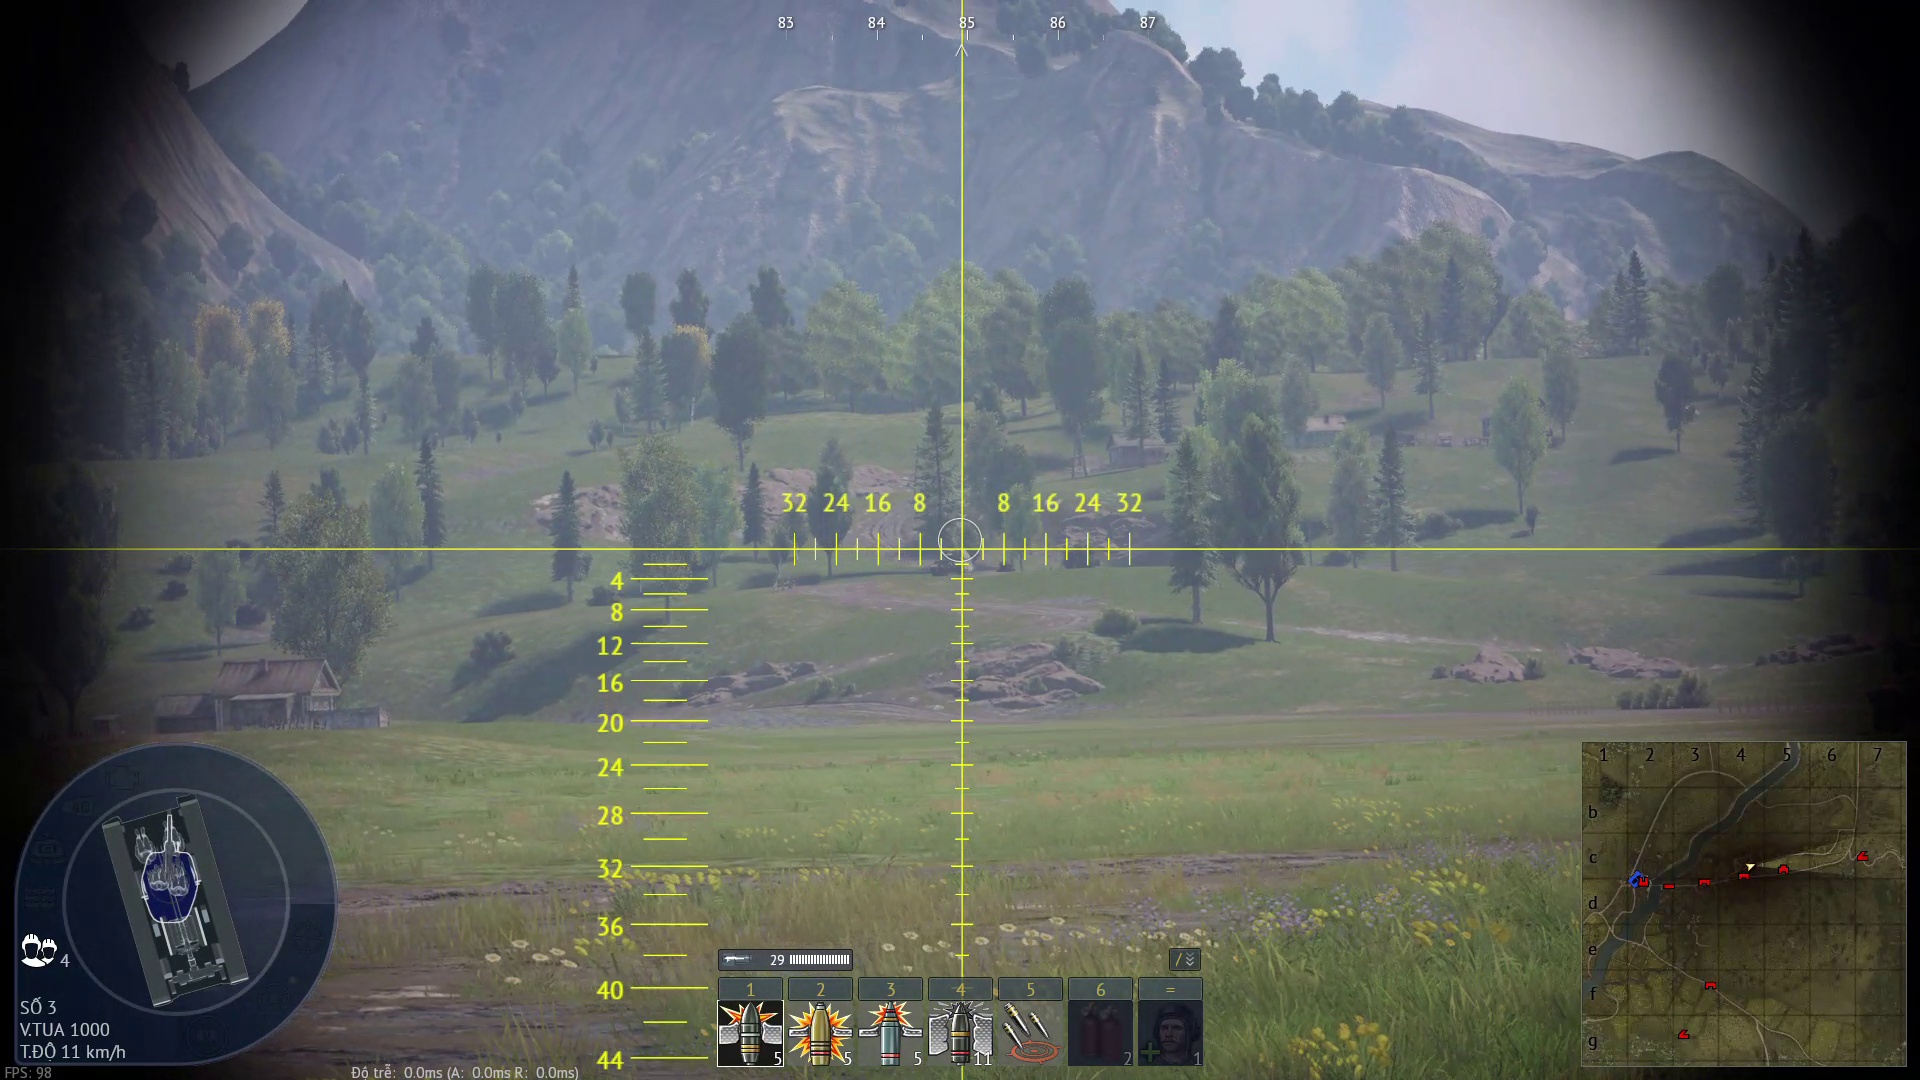 83 84 85 86 87
32 24 16 8 8 16 24 32
4
8
12
16
20
24
28
32
36
40
44
1 2 3 4 5 6 7
b
c
d
e
f
g
4
SỐ 3
V.TUA 1000
T.ĐỘ 11 km/h
29
1 2 3 4 5 6 =
5 5 5 11 2 1
FPS: 98
Độ trễ: 0.0ms (A: 0.0ms R: 0.0ms)